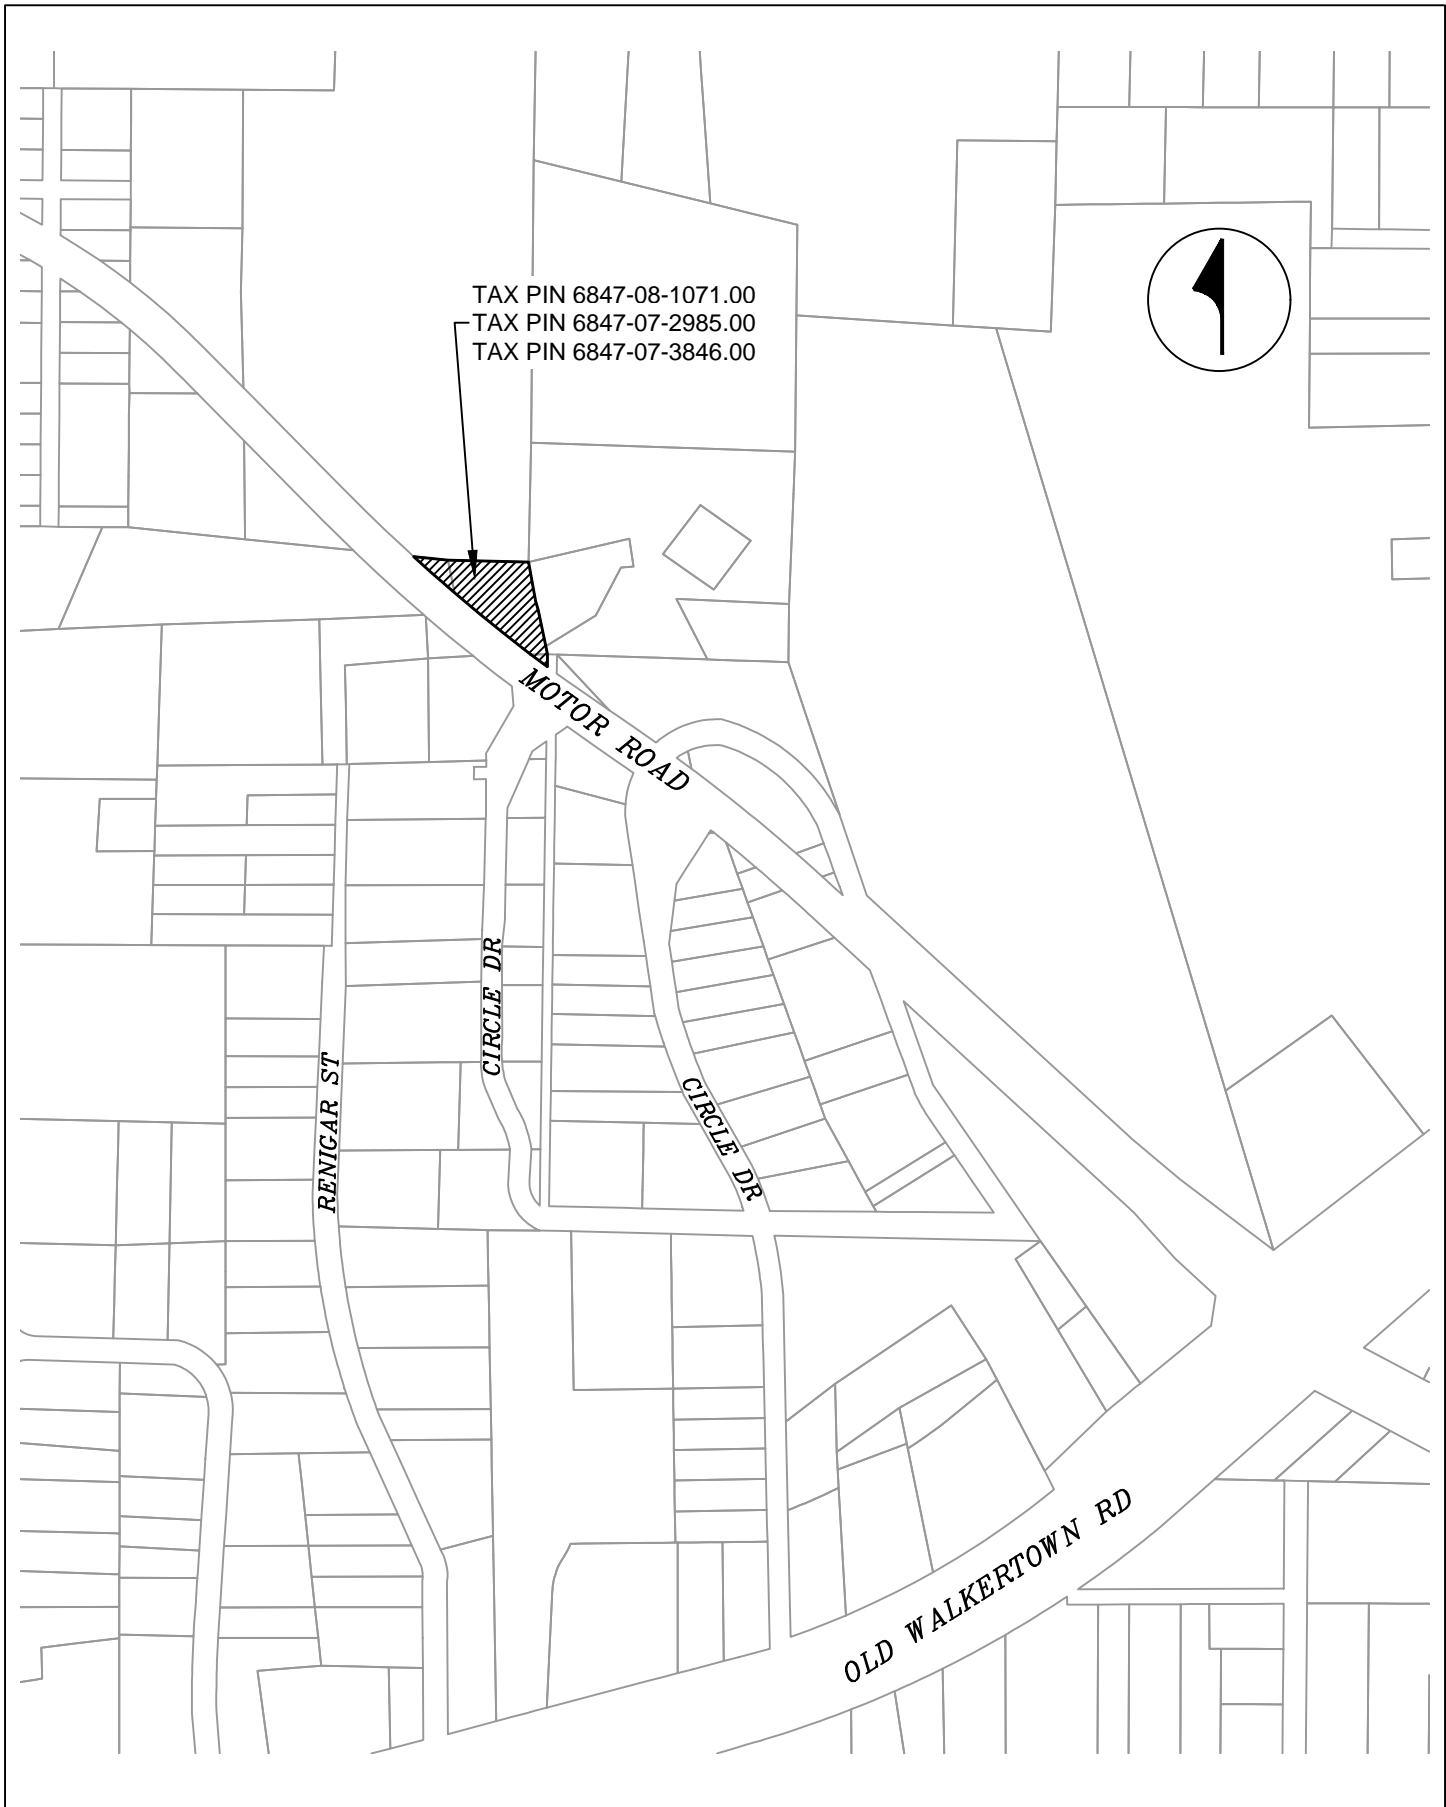 TAX PIN 6847-08-1071.00
TAX PIN 6847-07-2985.00
TAX PIN 6847-07-3846.00
MOTOR ROAD
CIRCLE DR
RENIGAR ST
CIRCLE DR
OLD WALKERTOWN RD